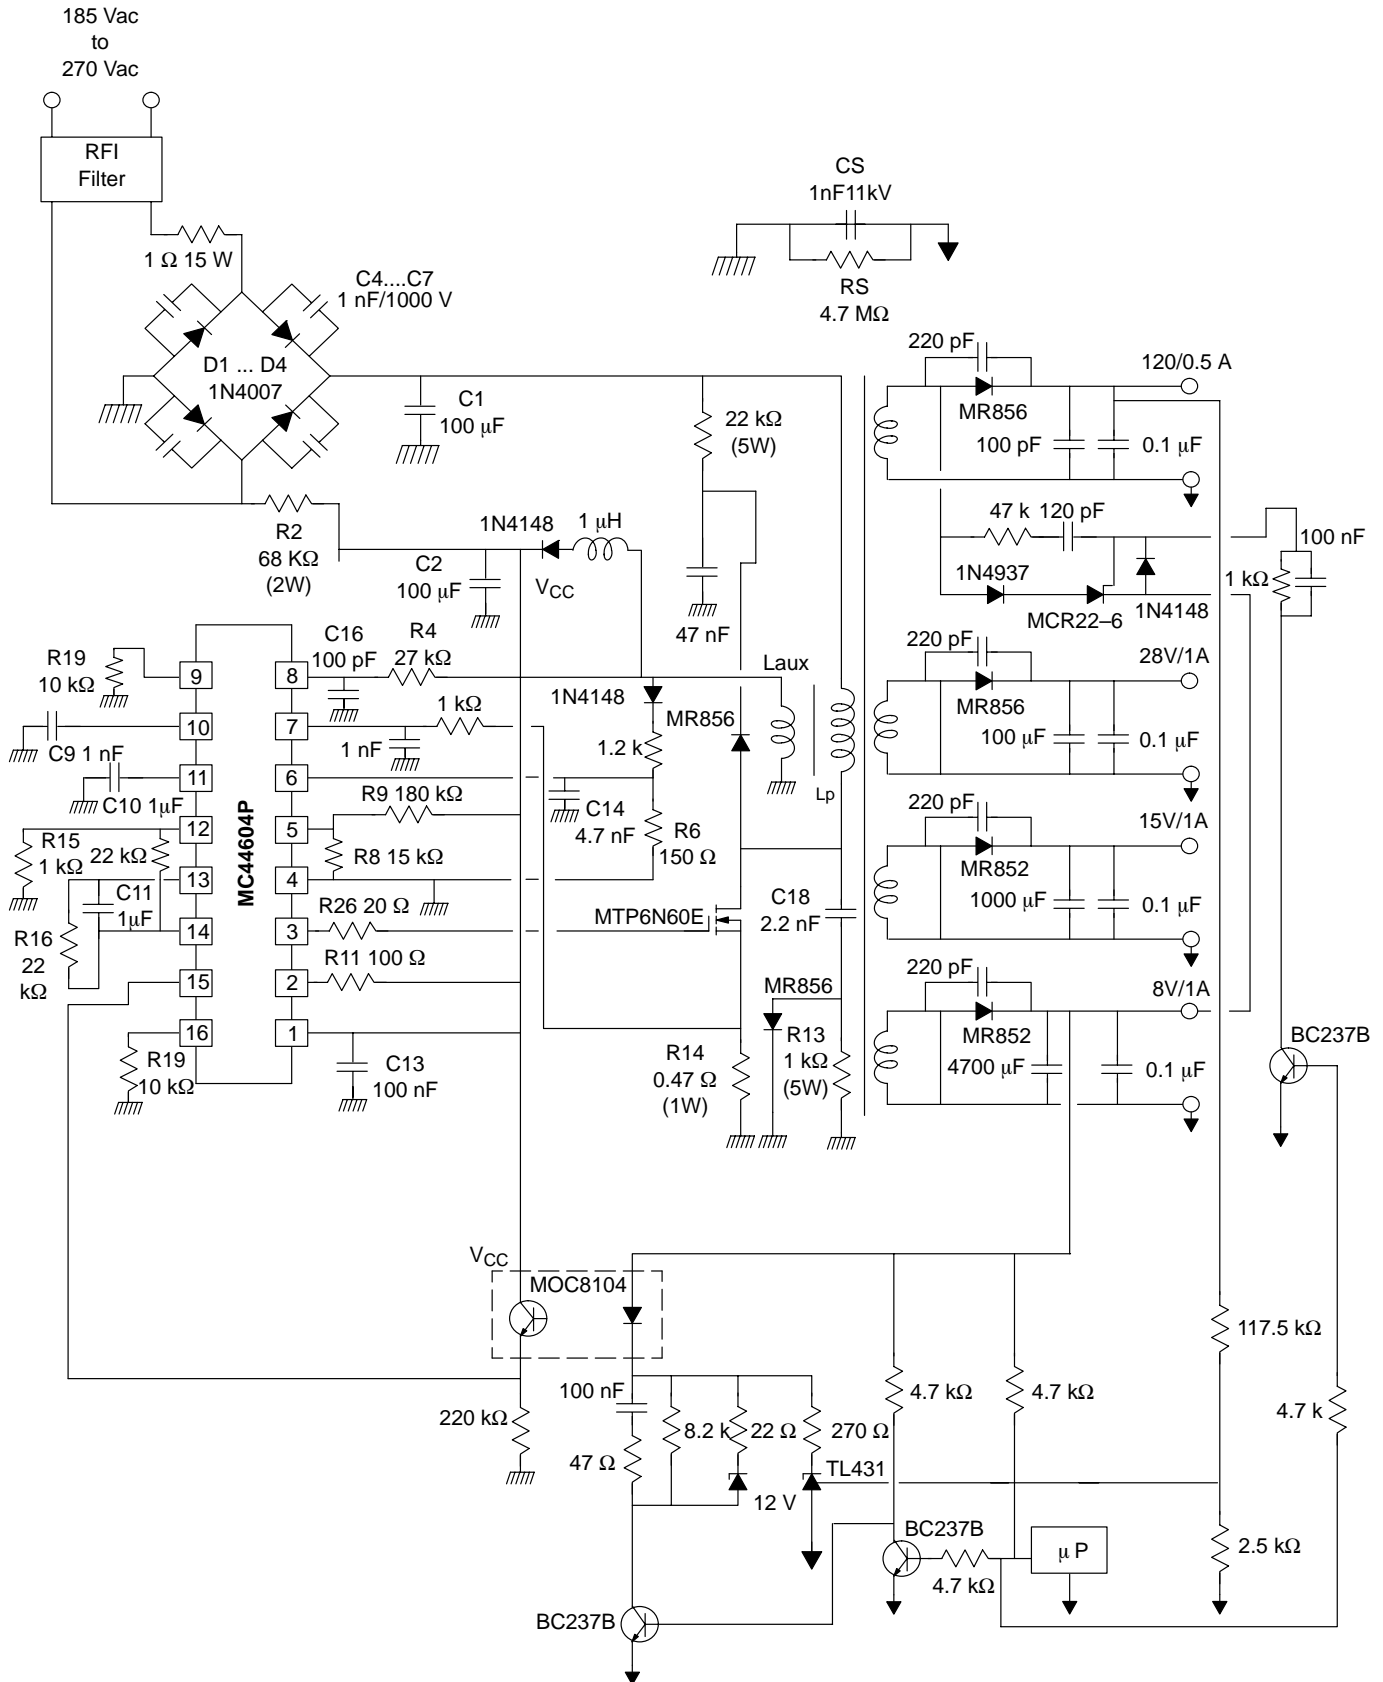 185 Vac
to
270 Vac
RFI
Filter
1 Ω 15 W
C4....C7
1 nF/1000 V
D1 ... D4
1N4007
C1
100 μF
R2
68 KΩ
(2W)
CS
1nF11kV
RS
4.7 MΩ
22 kΩ
(5W)
47 nF
1N4148
1 μH
C2
100 μF
VCC
220 pF
120/0.5 A
MR856
100 pF
0.1 μF
47 k
120 pF
1N4937
MCR22–6
1N4148
100 nF
1 kΩ
R19
10 kΩ
C9 1 nF
C10 1μF
R15
1 kΩ
22 kΩ
C11
1μF
R16
22
kΩ
R19
10 kΩ
9
10
11
12
13
14
15
16
MC44604P
8
7
6
5
4
3
2
1
C16
100 pF
R4
27 kΩ
1 kΩ
1 nF
R9 180 kΩ
R8 15 kΩ
R26 20 Ω
R11 100 Ω
C13
100 nF
1N4148
1.2 k
C14
4.7 nF
R6
150 Ω
MR856
Laux
Lp
MTP6N60E
C18
2.2 nF
MR856
R14
0.47 Ω
(1W)
R13
1 kΩ
(5W)
220 pF
28V/1A
MR856
100 μF
0.1 μF
220 pF
15V/1A
MR852
1000 μF
0.1 μF
220 pF
8V/1A
MR852
4700 μF
0.1 μF
BC237B
VCC
MOC8104
220 kΩ
100 nF
47 Ω
8.2 k
22 Ω
270 Ω
12 V
TL431
4.7 kΩ
4.7 kΩ
117.5 kΩ
4.7 k
BC237B
4.7 kΩ
μ P
2.5 kΩ
BC237B